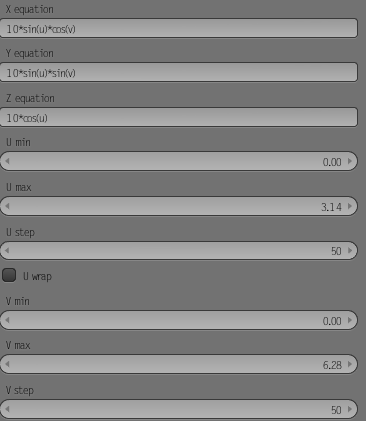 X equation
10*sin(u)*cos(v)
Y equation
10*sin(u)*sin(v)
Z equation
10*cos(u)
U min
0.00
U max
3.14
U step
50
U wrap
V min
0.00
V max
6.28
V step
50